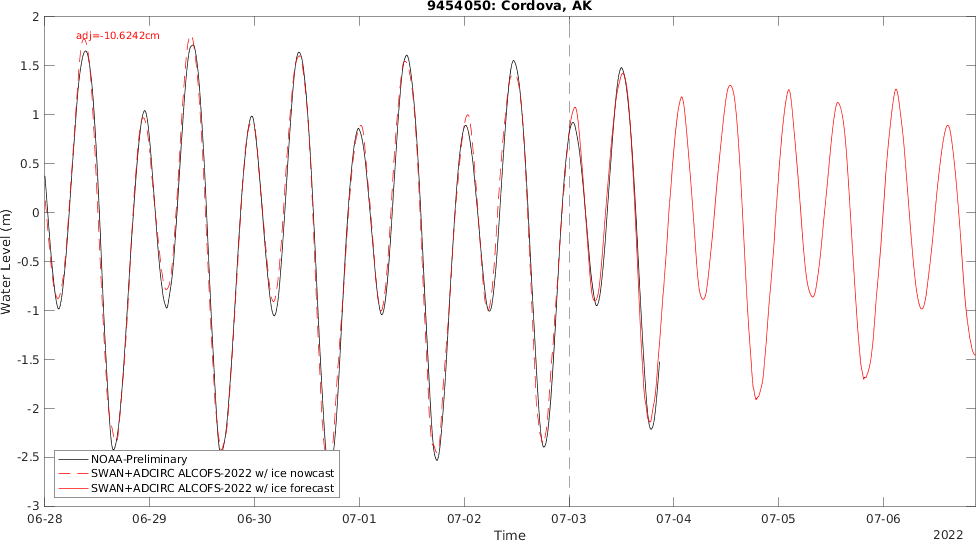 9454050: Cordova, AK
adj=-10.6242cm
2
1.5
1
0.5
0
-0.5
-1
-1.5
-2
-2.5
-3
Water Level (m)
NOAA-Preliminary
SWAN+ADCIRC ALCOFS-2022 w/ ice nowcast
SWAN+ADCIRC ALCOFS-2022 w/ ice forecast
06-28 06-29 06-30 07-01 07-02 07-03 07-04 07-05 07-06
Time
2022